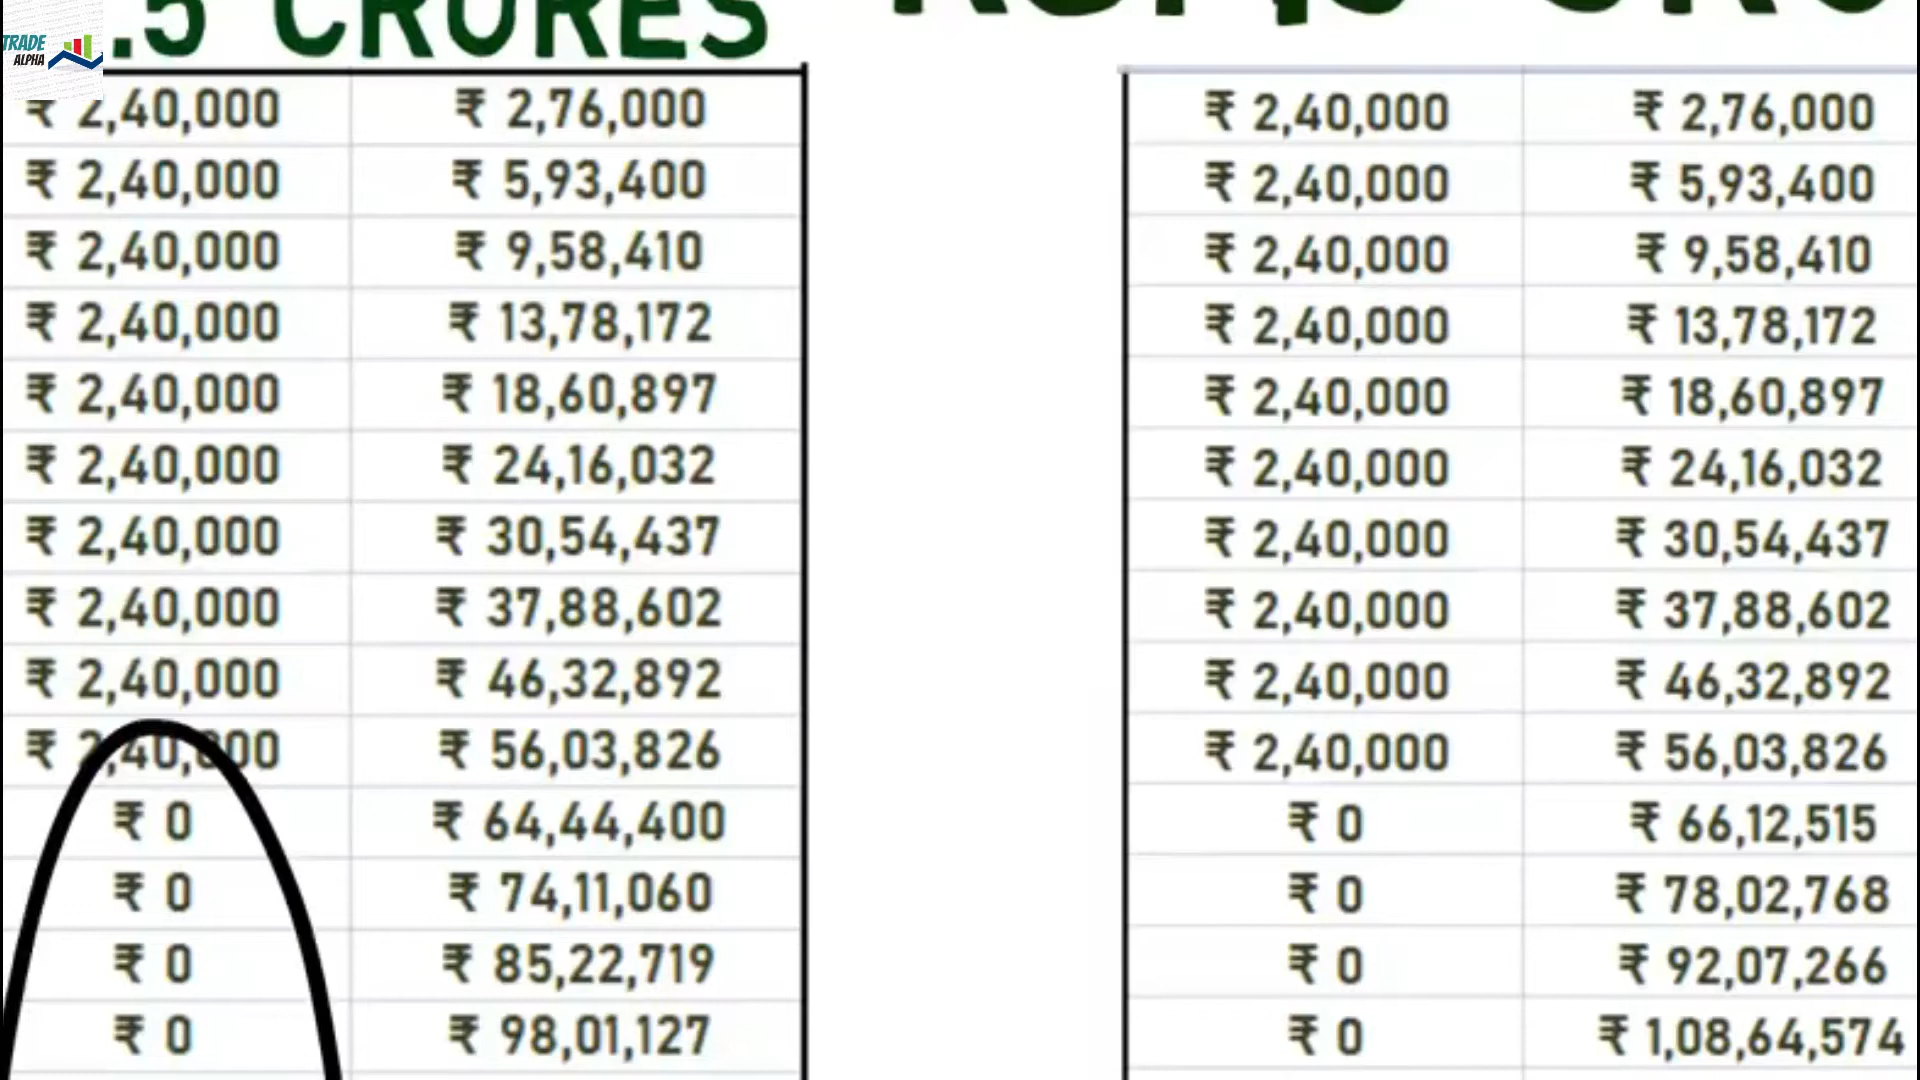 .5 CRORES
TRADE
ALPHA
₹ 2,40,000 ₹ 2,76,000 ₹ 2,40,000 ₹ 2,76,000
₹ 2,40,000 ₹ 5,93,400 ₹ 2,40,000 ₹ 5,93,400
₹ 2,40,000 ₹ 9,58,410 ₹ 2,40,000 ₹ 9,58,410
₹ 2,40,000 ₹ 13,78,172 ₹ 2,40,000 ₹ 13,78,172
₹ 2,40,000 ₹ 18,60,897 ₹ 2,40,000 ₹ 18,60,897
₹ 2,40,000 ₹ 24,16,032 ₹ 2,40,000 ₹ 24,16,032
₹ 2,40,000 ₹ 30,54,437 ₹ 2,40,000 ₹ 30,54,437
₹ 2,40,000 ₹ 37,88,602 ₹ 2,40,000 ₹ 37,88,602
₹ 2,40,000 ₹ 46,32,892 ₹ 2,40,000 ₹ 46,32,892
₹ 2,40,000 ₹ 56,03,826 ₹ 2,40,000 ₹ 56,03,826
₹ 0 ₹ 64,44,400 ₹ 0 ₹ 66,12,515
₹ 0 ₹ 74,11,060 ₹ 0 ₹ 78,02,768
₹ 0 ₹ 85,22,719 ₹ 0 ₹ 92,07,266
₹ 0 ₹ 98,01,127 ₹ 0 ₹ 1,08,64,574